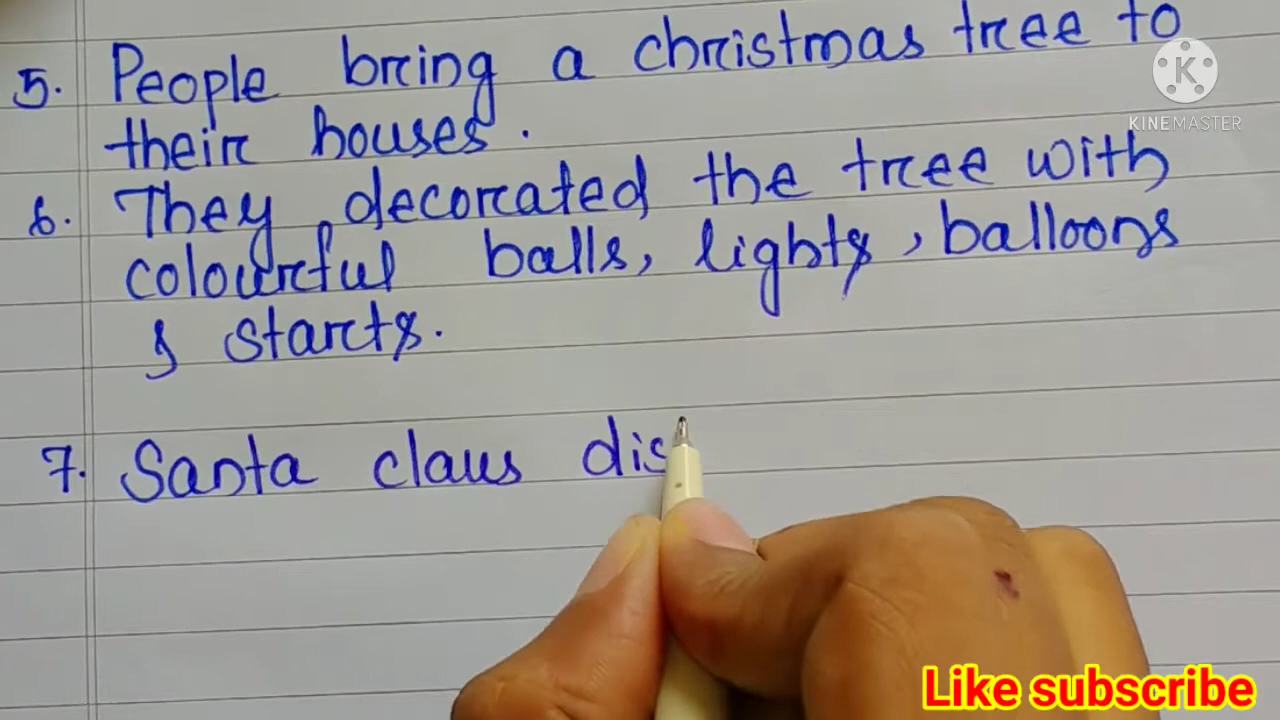 5. People bring a christmas tree to
their houses.
6. They decorated the tree with
colourful balls, lights, balloons
& starts.
7. Santa claus dis
K
KINEMASTER
Like subscribe